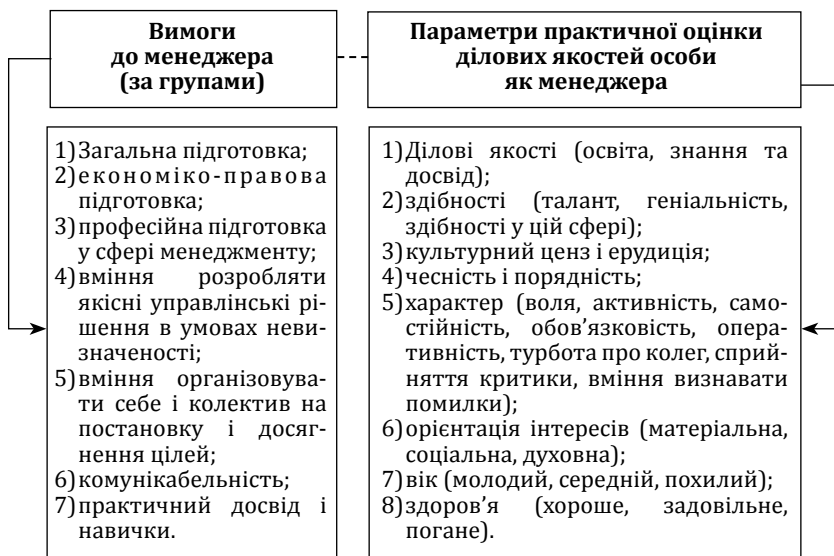 Вимоги
до менеджера
(за групами)
Параметри практичної оцінки
ділових якостей особи
як менеджера
1) Загальна підготовка;
2) економіко-правова
підготовка;
3) професійна підготовка
у сфері менеджменту;
4) вміння розробляти
якісні управлінські рі-
шення в умовах неви-
значеності;
5) вміння організовува-
ти себе і колектив на
постановку і досяг-
нення цілей;
6) комунікабельність;
7) практичний досвід і
навички.
1) Ділові якості (освіта, знання та
досвід);
2) здібності (талант, геніальність,
здібності у цій сфері);
3) культурний ценз і ерудиція;
4) чесність і порядність;
5) характер (воля, активність, само-
стійність, обов’язковість, опера-
тивність, турбота про колег, сприй-
няття критики, вміння визнавати
помилки);
6) орієнтація інтересів (матеріальна,
соціальна, духовна);
7) вік (молодий, середній, похилий);
8) здоров’я (хороше, задовільне,
погане).